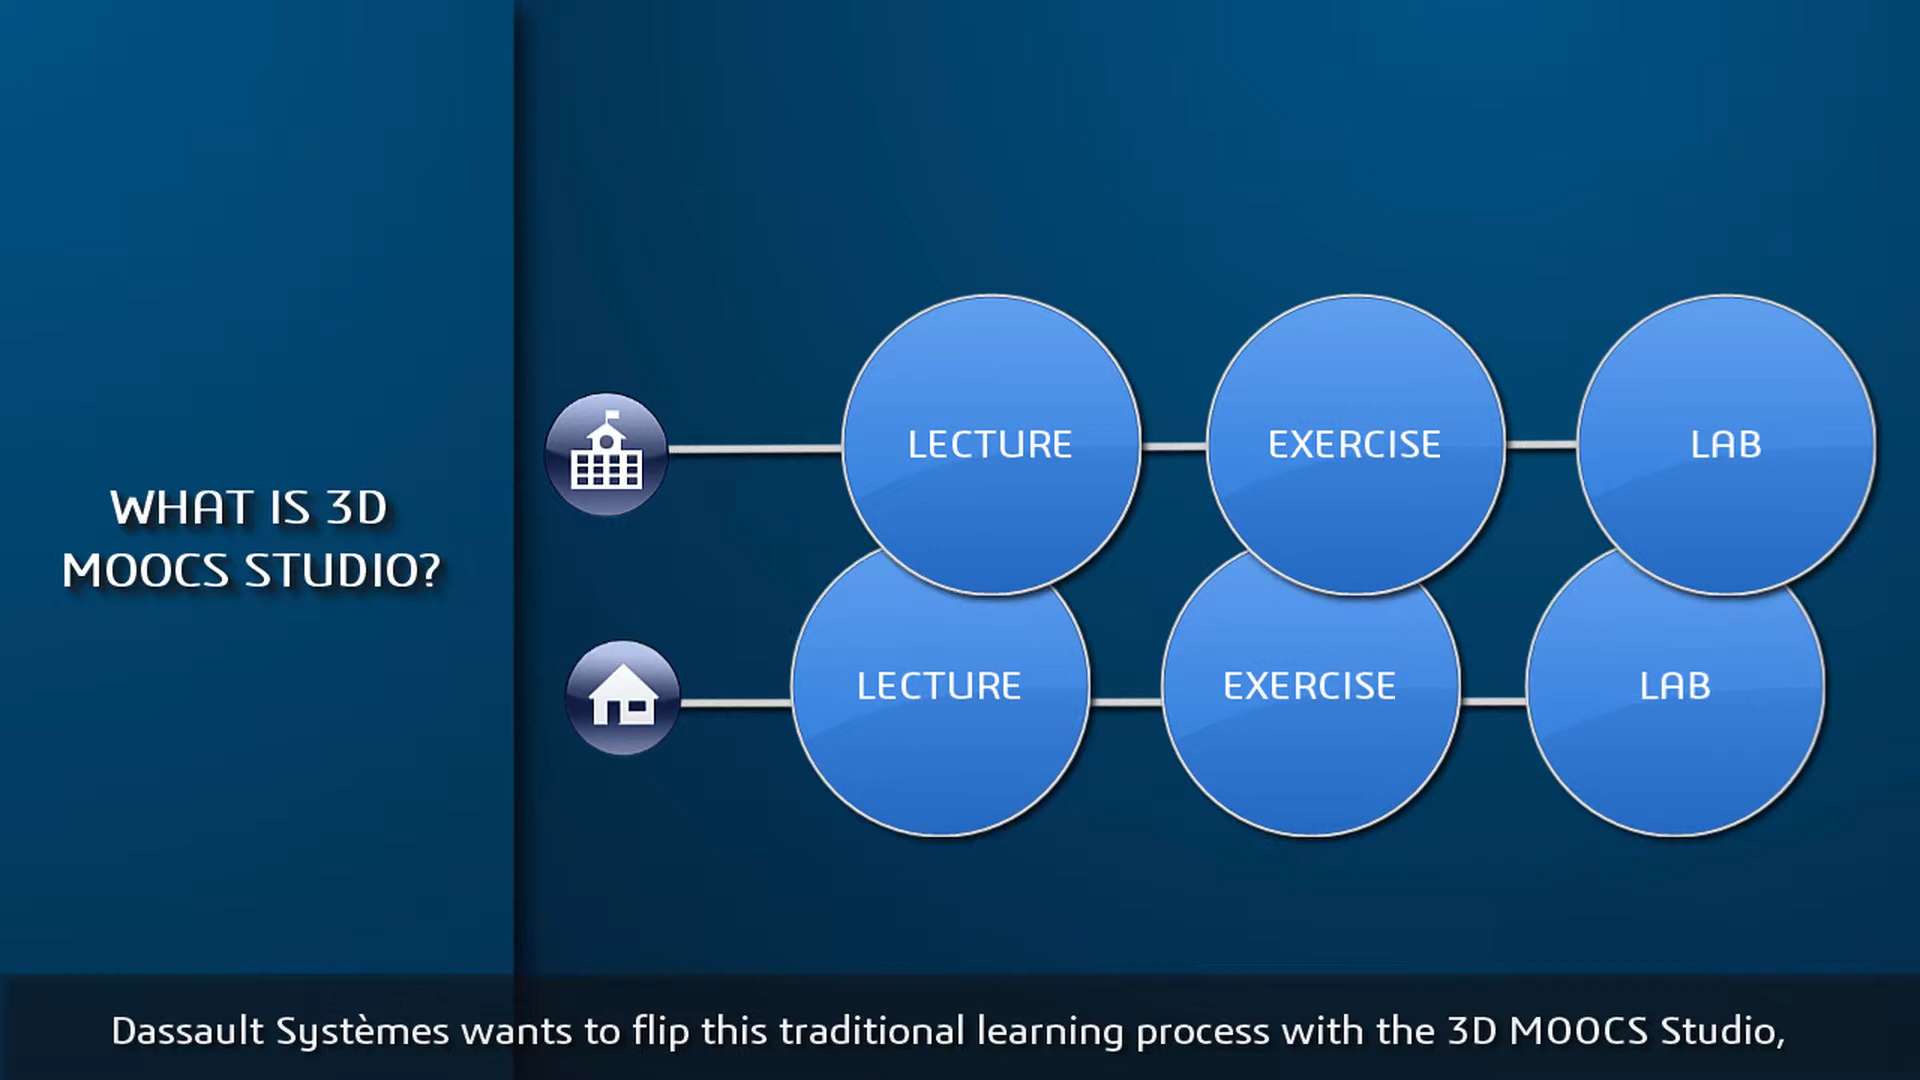 WHAT IS 3D
MOOCS STUDIO?
LECTURE
EXERCISE
LAB
LECTURE
EXERCISE
LAB
Dassault Systèmes wants to flip this traditional learning process with the 3D MOOCS Studio,